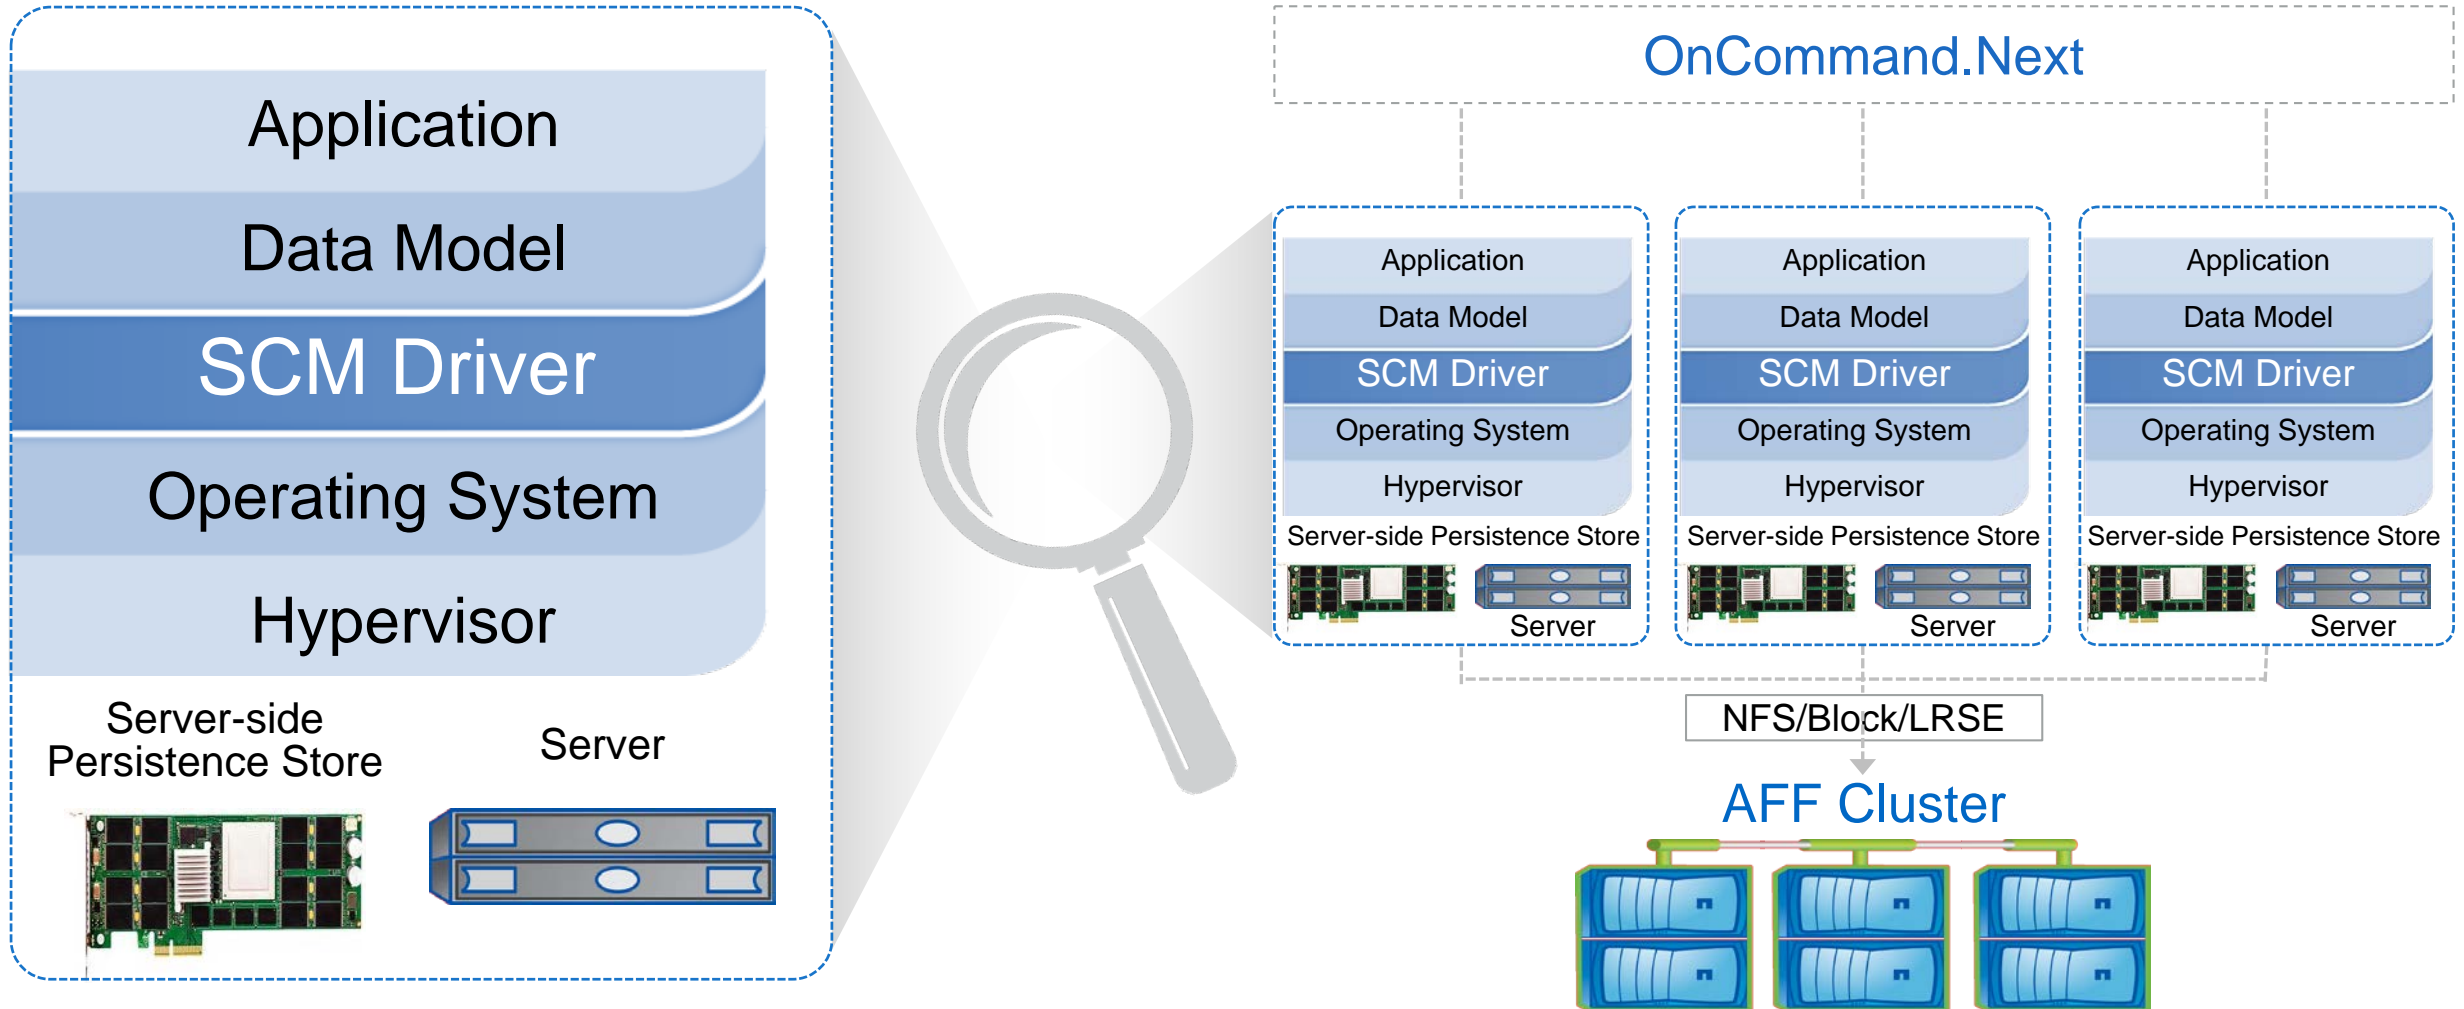 Application
Data Model
SCM Driver
Operating System
Hypervisor
Server-side
Persistence Store
Server
OnCommand.Next
Application
Data Model
SCM Driver
Operating System
Hypervisor
Server-side Persistence Store
Server
Application
Data Model
SCM Driver
Operating System
Hypervisor
Server-side Persistence Store
Server
Application
Data Model
SCM Driver
Operating System
Hypervisor
Server-side Persistence Store
Server
NFS/Block/LRSE
AFF Cluster